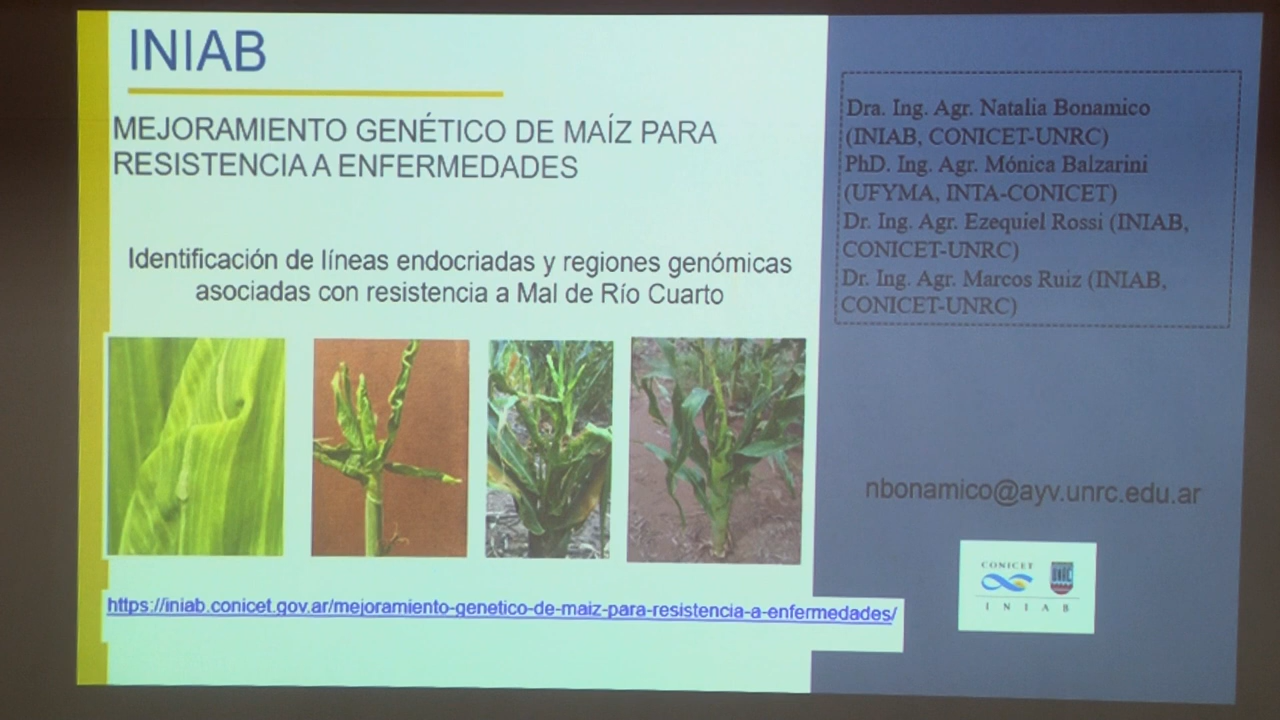 INIAB
MEJORAMIENTO GENÉTICO DE MAÍZ PARA
RESISTENCIA A ENFERMEDADES
Identificación de líneas endocriadas y regiones genómicas
asociadas con resistencia a Mal de Río Cuarto
https://iniab.conicet.gov.ar/mejoramiento-genetico-de-maiz-para-resistencia-a-enfermedades/
Dra. Ing. Agr. Natalia Bonamico
(INIAB, CONICET-UNRC)
PhD. Ing. Agr. Mónica Balzarini
(UFYMA, INTA-CONICET)
Dr. Ing. Agr. Ezequiel Rossi (INIAB,
CONICET-UNRC)
Dr. Ing. Agr. Marcos Ruiz (INIAB,
CONICET-UNRC)
nbonamico@ayv.unrc.edu.ar
CONICET
UNRC
INIAB